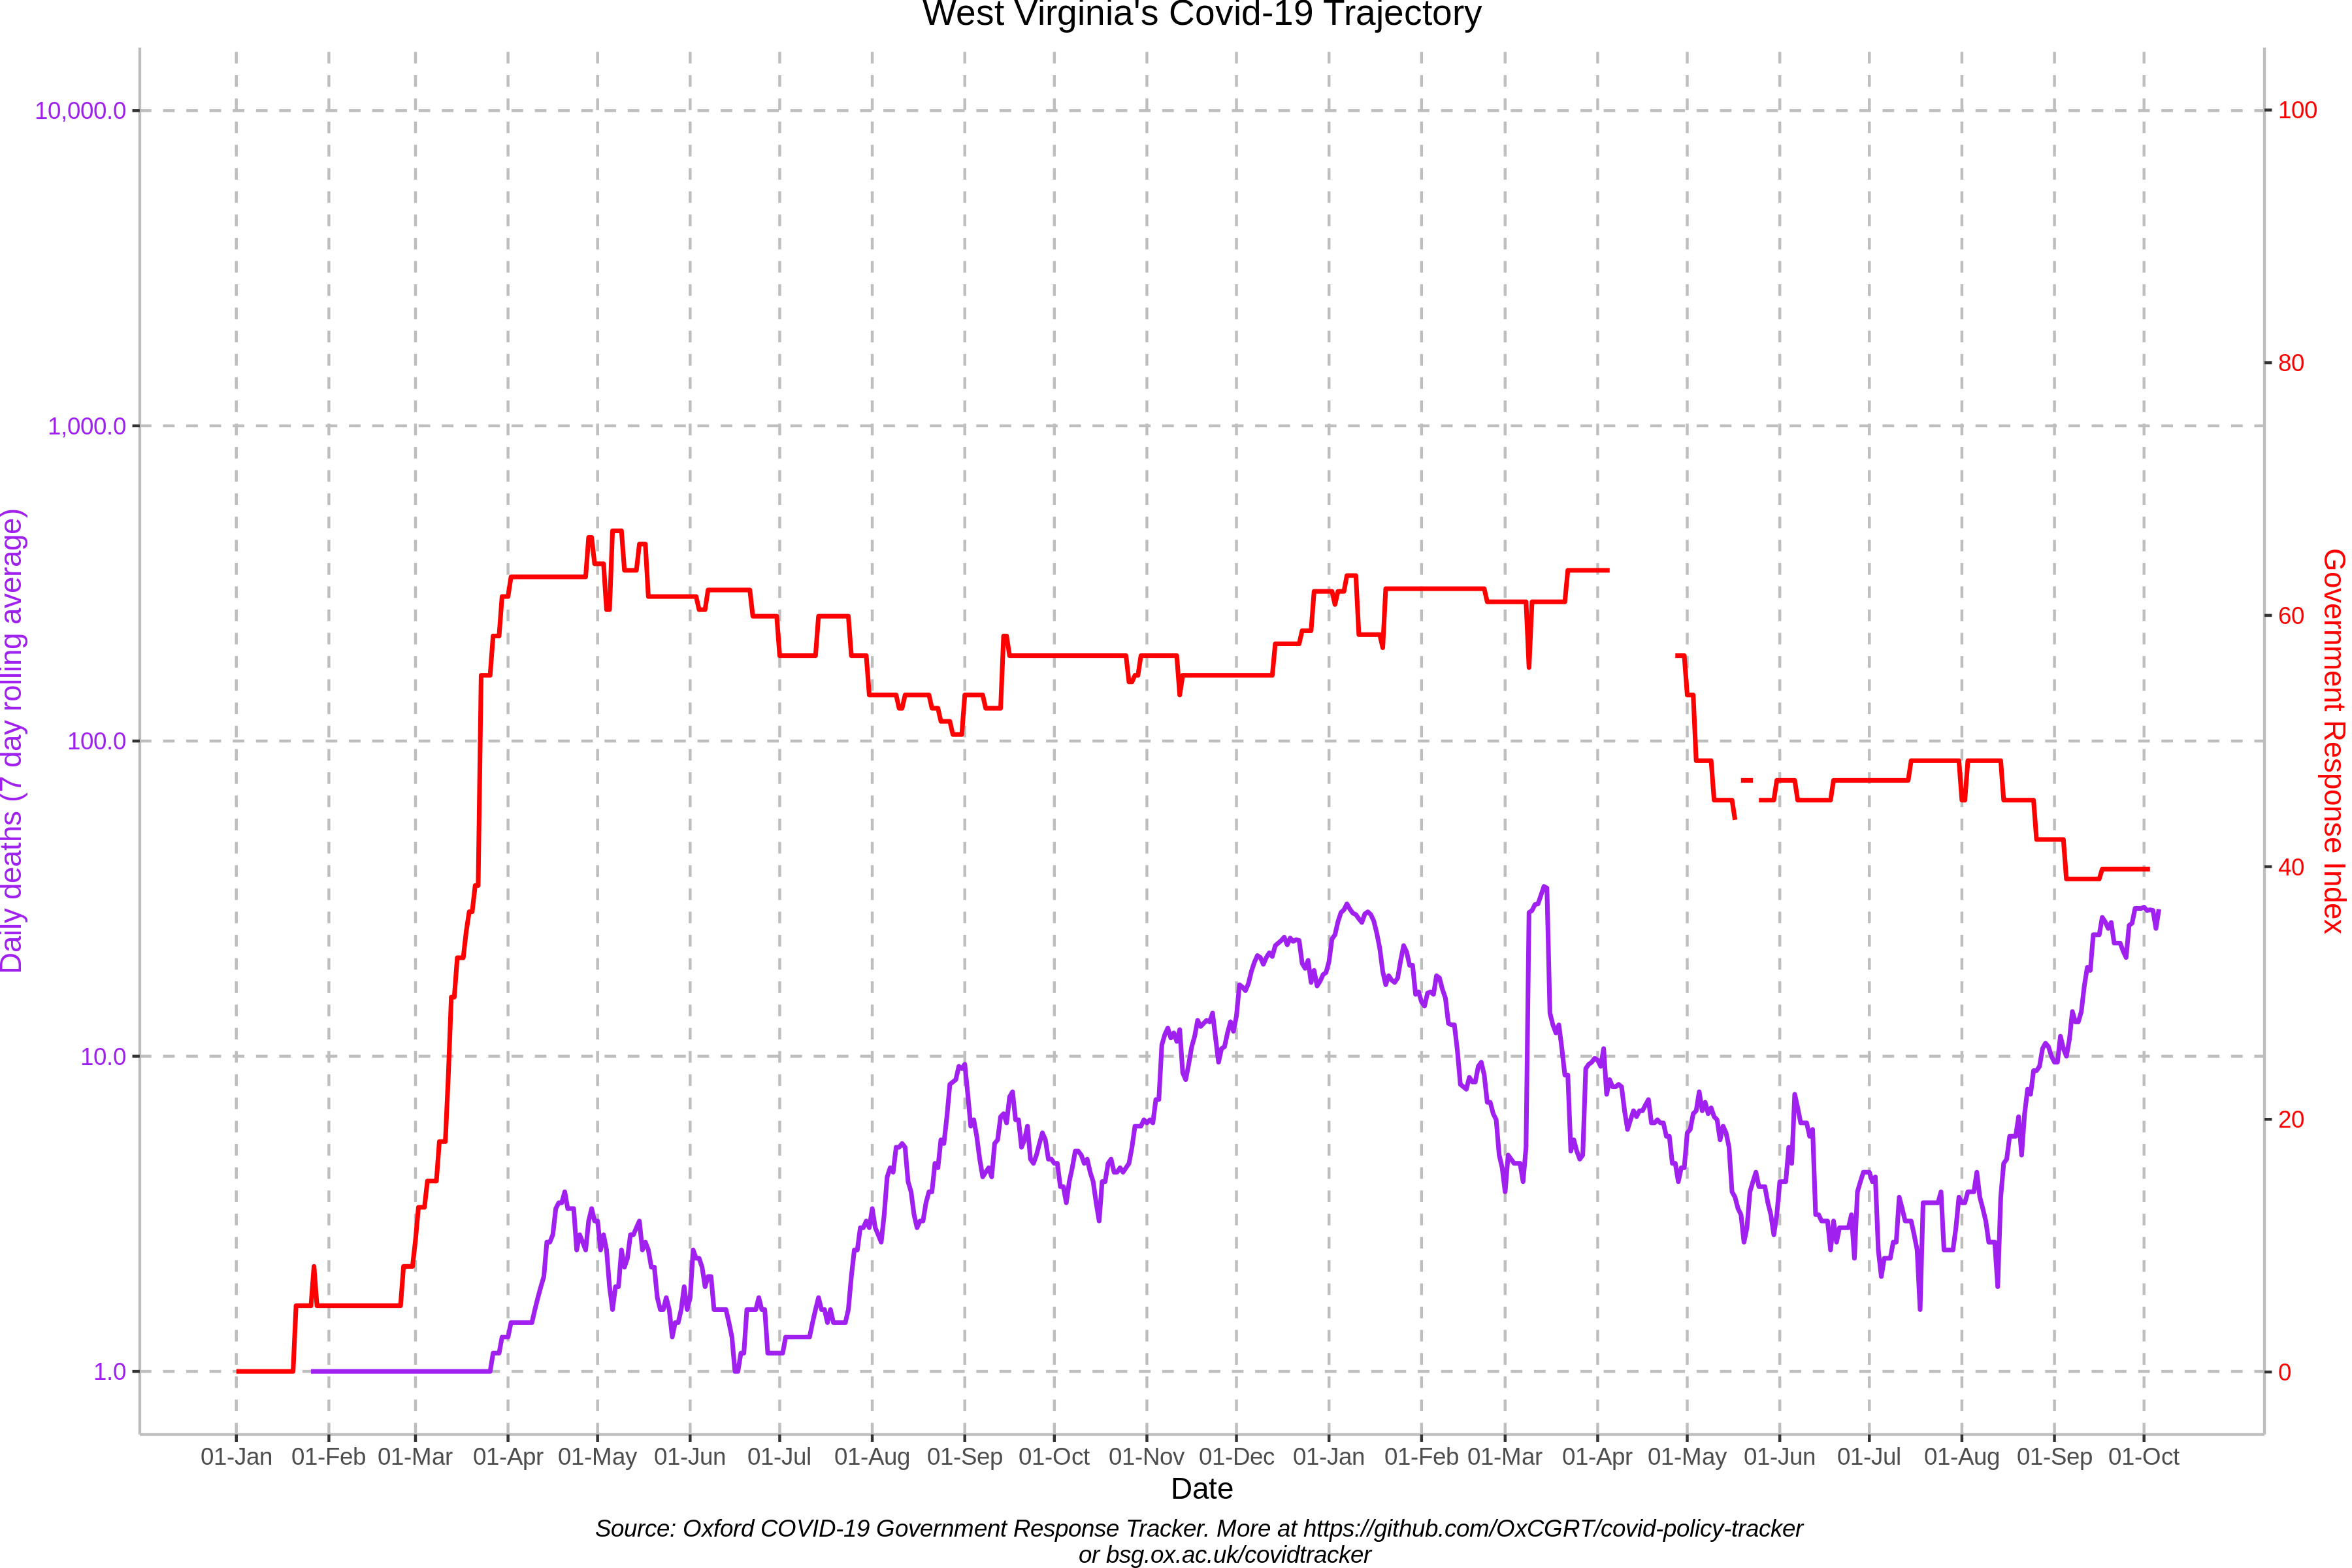 West Virginia's Covid-19 Trajectory
10,000.0
1,000.0
100.0
10.0
1.0
Daily deaths (7 day rolling average)
100
80
60
40
20
0
Government Response Index
01-Jan 01-Feb 01-Mar 01-Apr 01-May 01-Jun 01-Jul 01-Aug 01-Sep 01-Oct 01-Nov 01-Dec 01-Jan 01-Feb 01-Mar 01-Apr 01-May 01-Jun 01-Jul 01-Aug 01-Sep 01-Oct
Date
Source: Oxford COVID-19 Government Response Tracker. More at https://github.com/OxCGRT/covid-policy-tracker
or bsg.ox.ac.uk/covidtracker